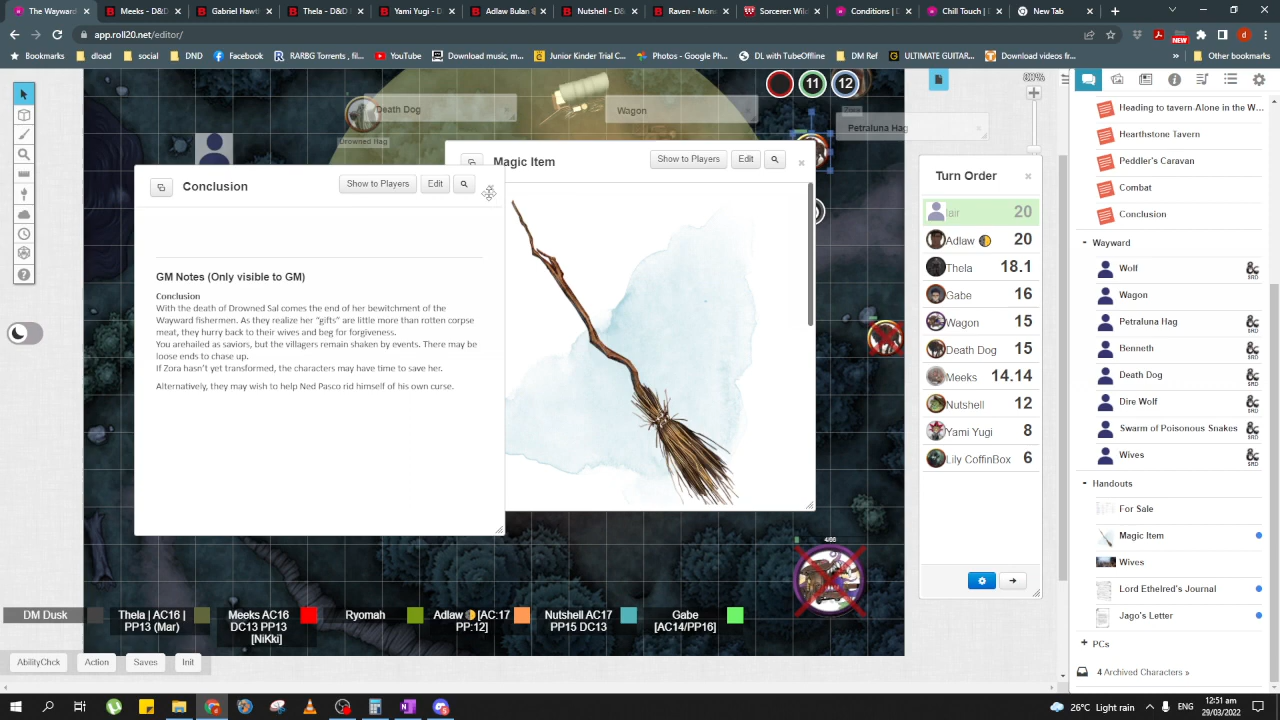 Wayward
Gabriel Hawt
Meeks - D&
Thela - D&D
Yami Yugi
Adlaw Bulan
Nutshell - D&
Raven - Mon
Sorcerer: Wi
Conditions |
New Tab
app.roll20.net/editor/
Bookmarks
scripts
social
DND
Facebook
RARBG Torrents, fil...
YouTube
Download music, m...
Junior Kinder Trial C...
Photos - Google Ph...
DL with TubeOffline
DM Ref
ULTIMATE GUITAR...
Download videos fo...
Other bookmarks
NEW
11
12
Death Dog
Wagon
Petraluna Hag
Drowned Hag
Conclusion
Show to Players
Edit
GM Notes (Only visible to GM)
Conclusion
With the death of Drowned Sal comes the end of her bewitchment of the
Wayward fishermen. As they realize her "gifts" are little more than rotten corpse
meat, they hurry back to their wives and beg for forgiveness.
You are hailed as saviors, but the villagers remain shaken by events. There may be
loose ends to chase up.
If Zora hasn't yet transformed, the characters may have time to save her.
Alternatively, they may wish to help Ned Pasco rid himself of his own curse.
Magic Item
Show to Players
Edit
Turn Order
air 20
Adlaw 20
Thela 18.1
Gabe 16
Wagon 15
Death Dog 15
Meeks 14.14
Nutshell 12
Yami Yugi 8
Lily CoffinBox 6
Heading to tavern-Alone in the W...
Hearthstone Tavern
Peddler's Caravan
Combat
Conclusion
Wayward
Wolf
Wagon
Petraluna Hag
Benneth
Death Dog
Dire Wolf
Swarm of Poisonous Snakes
Wives
Handouts
For Sale
Magic Item
Wives
Lord Ethelred's Journal
Jago's Letter
PCs
4 Archived Characters »
DM Dusk
Thela | AC16 |
PP13 (Mar)
Meeks AC16
DC13 PP13
[NiKki]
Ryomah
Adlaw [AC:17
PP:12]
Nutshell AC17
PP15 DC13
Gabe
[AC14/PP16]
AbilityChck
Action
Saves
Init
26°C Light rain
ENG
12:51 am
29/03/2022